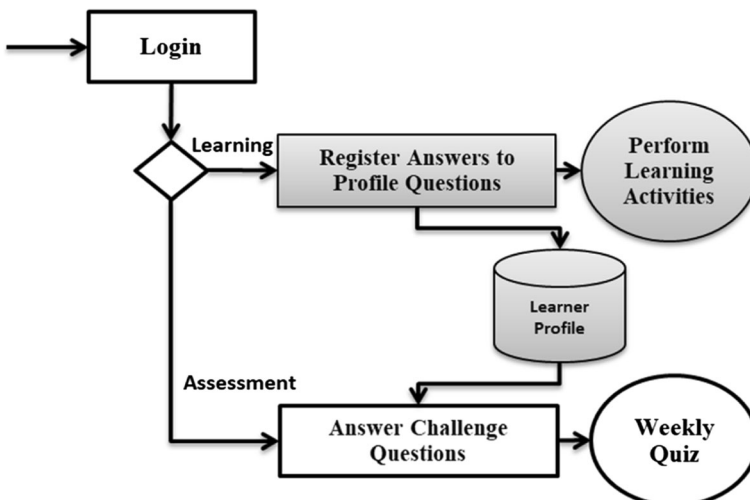 Login
Learning
Register Answers to
Profile Questions
Perform
Learning
Activities
Learner
Profile
Assessment
Answer Challenge
Questions
Weekly
Quiz